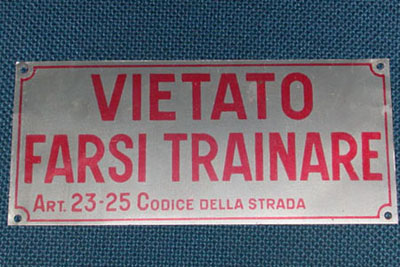 VIETATO
FARSI TRAINARE
ART. 23-25 CODICE DELLA STRADA